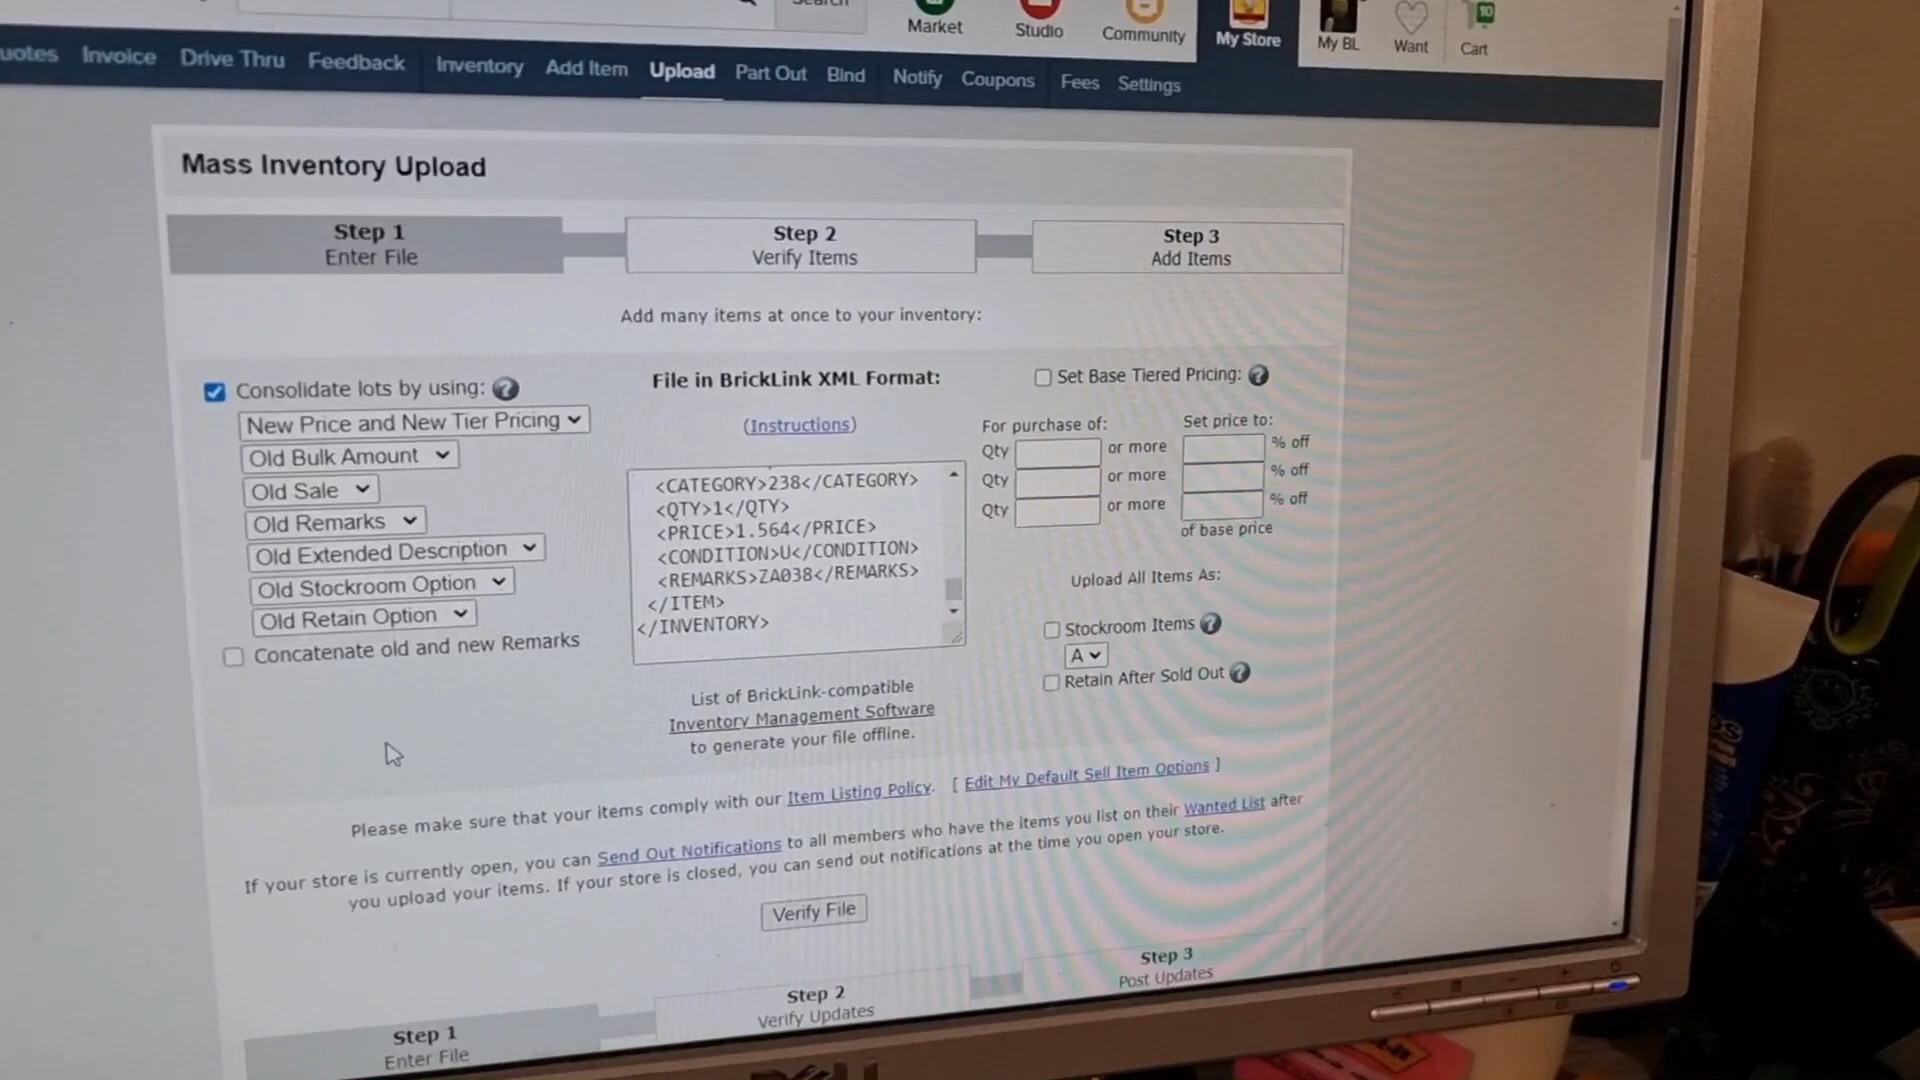 Market
Studio
Community
My Store
My BL
Want
10
Cart
Invoice
Drive Thru
Feedback
Inventory
Add Item
Upload
Part Out
Bind
Notify
Coupons
Fees
Settings
Mass Inventory Upload
Step 1
Enter File
Step 2
Verify Items
Step 3
Add Items
Add many items at once to your inventory:
Consolidate lots by using: ?
New Price and New Tier Pricing
Old Bulk Amount
Old Sale
Old Remarks
Old Extended Description
Old Stockroom Option
Old Retain Option
Concatenate old and new Remarks
File in BrickLink XML Format:
(Instructions)
<CATEGORY>238</CATEGORY>
<QTY>1</QTY>
<PRICE>1.564</PRICE>
<CONDITION>U</CONDITION>
<REMARKS>ZA038</REMARKS>
</ITEM>
</INVENTORY>
List of BrickLink-compatible
Inventory Management Software
to generate your file offline.
Set Base Tiered Pricing: ?
For purchase of:
Set price to:
Qty or more % off
Qty or more % off
Qty or more % off
of base price
Upload All Items As:
Stockroom Items ?
A
Retain After Sold Out ?
Please make sure that your items comply with our Item Listing Policy. [ Edit My Default Sell Item Options ]
If your store is currently open, you can Send Out Notifications to all members who have the items you list on their Wanted List after
you upload your items. If your store is closed, you can send out notifications at the time you open your store.
Verify File
Step 1
Enter File
Step 2
Verify Updates
Step 3
Post Updates
DELL